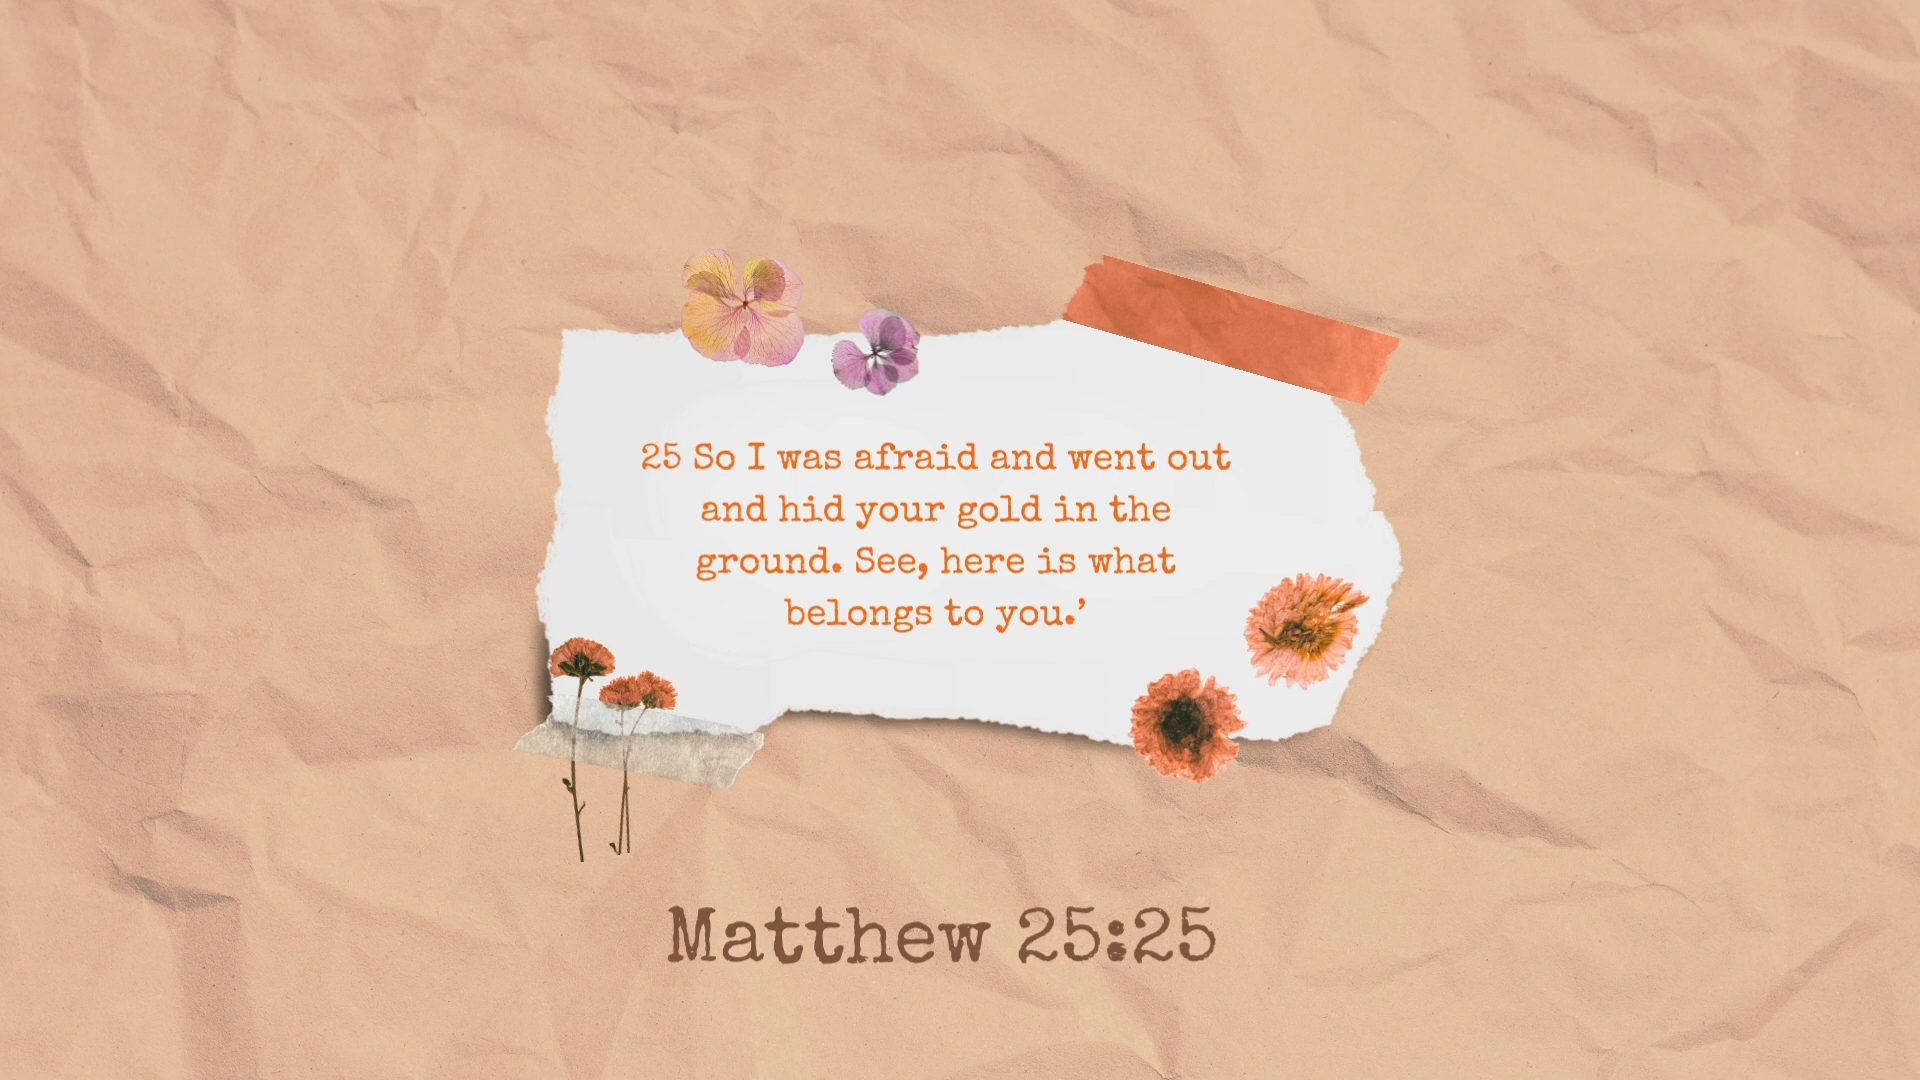 25 So I was afraid and went out
and hid your gold in the
ground. See, here is what
belongs to you.’
Matthew 25:25